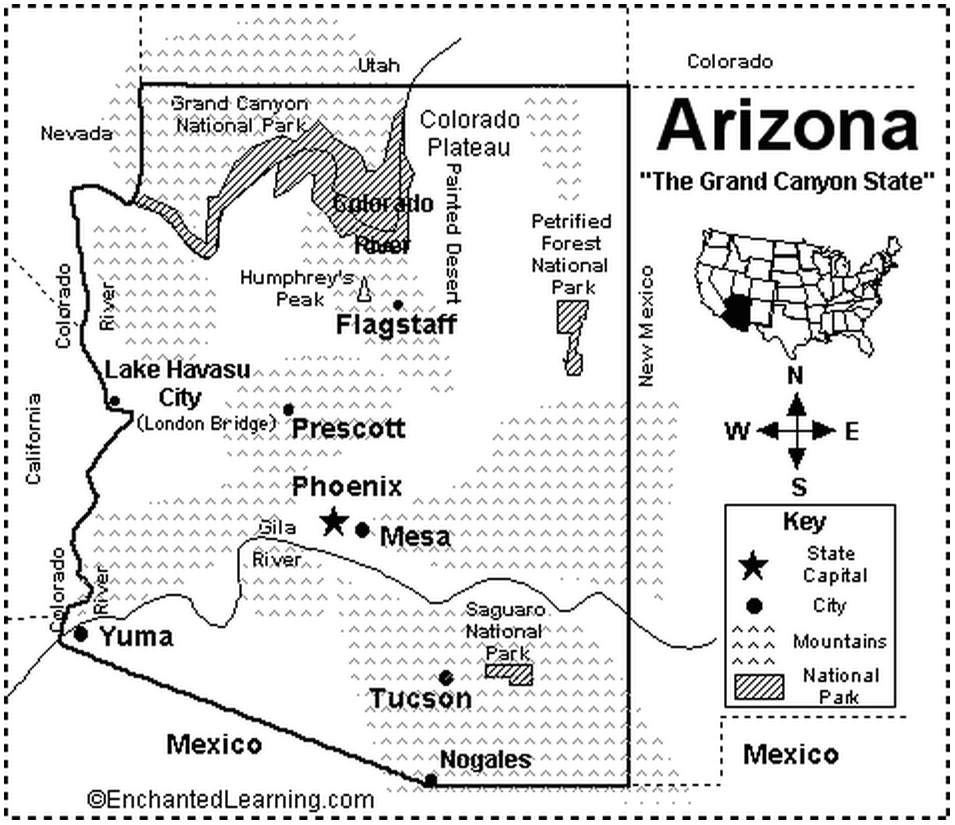 Utah
Colorado
Nevada
Grand Canyon
National Park
Colorado
Plateau
Arizona
"The Grand Canyon State"
Painted Desert
Colorado
River
Petrified
Forest
National
Park
Humphrey's
Peak
Flagstaff
Colorado
River
New Mexico
Lake Havasu
City
(London Bridge)
Prescott
California
N
W
E
S
Phoenix
Mesa
Gila
River
Key
State
Capital
City
Mountains
National
Park
Colorado
River
Yuma
Saguaro
National
Park
Tucson
Mexico
Nogales
Mexico
©EnchantedLearning.com